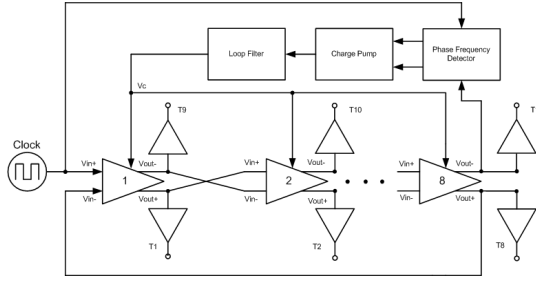 Loop Filter
Charge Pump
Phase Frequency
Detector
Vc
T9
T10
T
Clock
Vin+
Vout-
Vin+
Vout-
Vin+
Vout-
1
2
8
Vin-
Vout+
Vin-
Vout+
Vin-
Vout+
T1
T2
T8